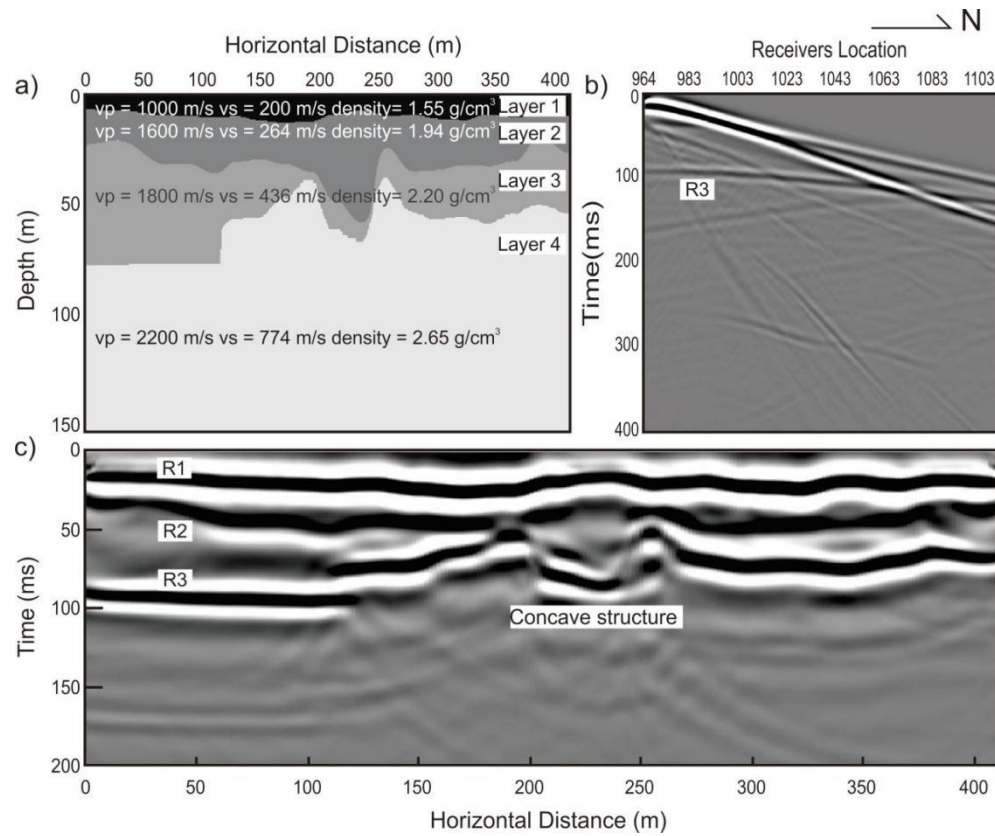 N
Horizontal Distance (m)
Receivers Location
a)
0 50 100 150 200 250 300 350 400
964 983 1003 1023 1043 1063 1083 1103
b)
0
vp = 1000 m/s vs = 200 m/s density= 1.55 g/cm³
Layer 1
vp = 1600 m/s vs = 264 m/s density= 1.94 g/cm³
Layer 2
vp = 1800 m/s vs = 436 m/s density= 2.20 g/cm³
Layer 3
Layer 4
vp = 2200 m/s vs = 774 m/s density = 2.65 g/cm³
50
100
150
Depth (m)
0
100
200
300
400
Time(ms)
R3
c)
0
50
100
150
200
Time (ms)
R1
R2
R3
Concave structure
0 50 100 150 200 250 300 350 400
Horizontal Distance (m)